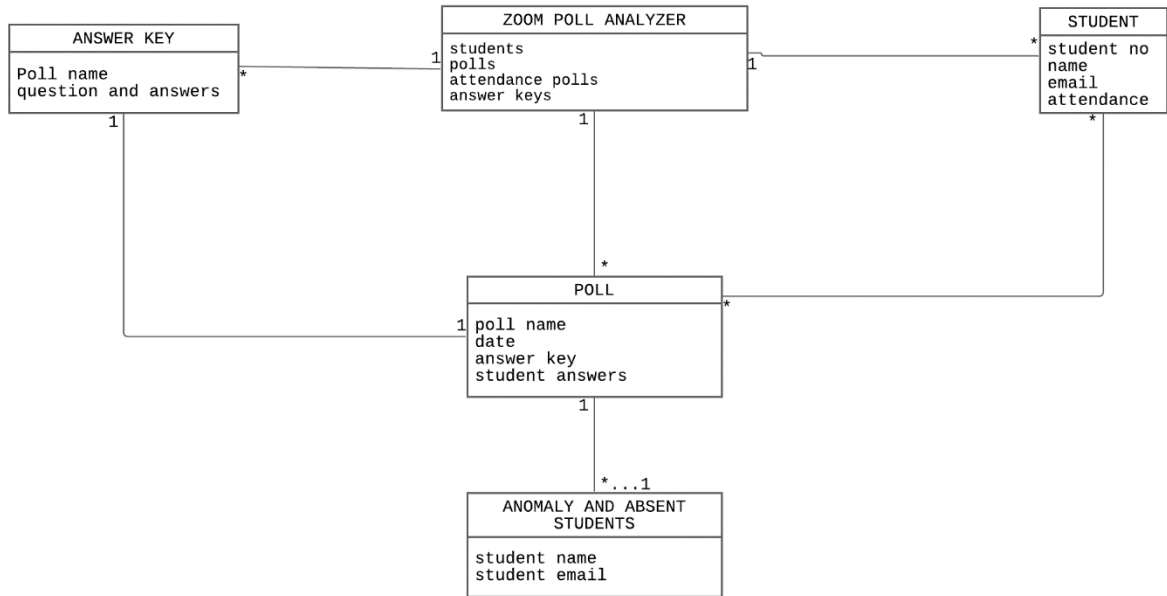 ANSWER KEY
Poll name
question and answers
*
1
1
ZOOM POLL ANALYZER
students
polls
attendance polls
answer keys
1
1
*
STUDENT
student no
name
email
attendance
*
*
POLL
poll name
date
answer key
student answers
1
*
1
*...1
ANOMALY AND ABSENT
STUDENTS
student name
student email